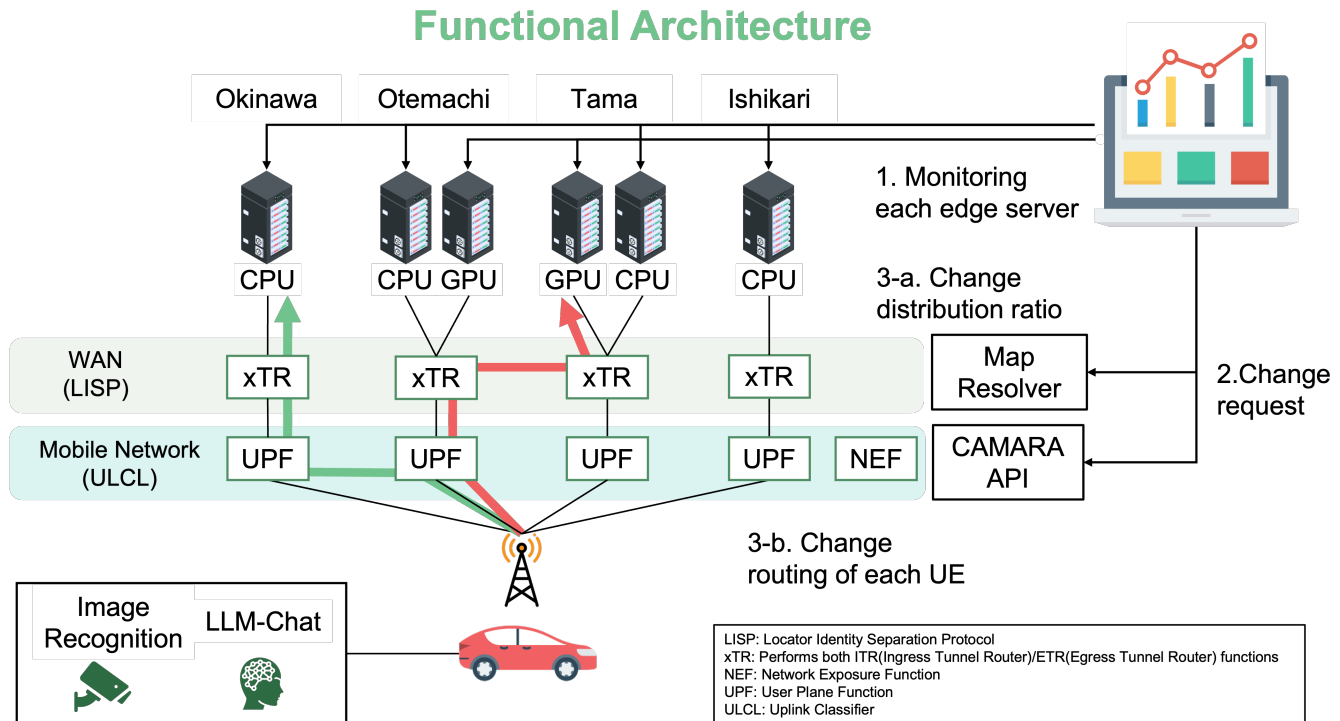 Functional Architecture
Okinawa
Otemachi
Tama
Ishikari
1. Monitoring
each edge server
CPU
CPU
GPU
GPU
CPU
CPU
3-a. Change
distribution ratio
WAN
(LISP)
xTR
xTR
xTR
xTR
Map
Resolver
2.Change
request
Mobile Network
(ULCL)
UPF
UPF
UPF
UPF
NEF
CAMARA
API
3-b. Change
routing of each UE
Image
Recognition
LLM-Chat
LISP: Locator Identity Separation Protocol
xTR: Performs both ITR(Ingress Tunnel Router)/ETR(Egress Tunnel Router) functions
NEF: Network Exposure Function
UPF: User Plane Function
ULCL: Uplink Classifier